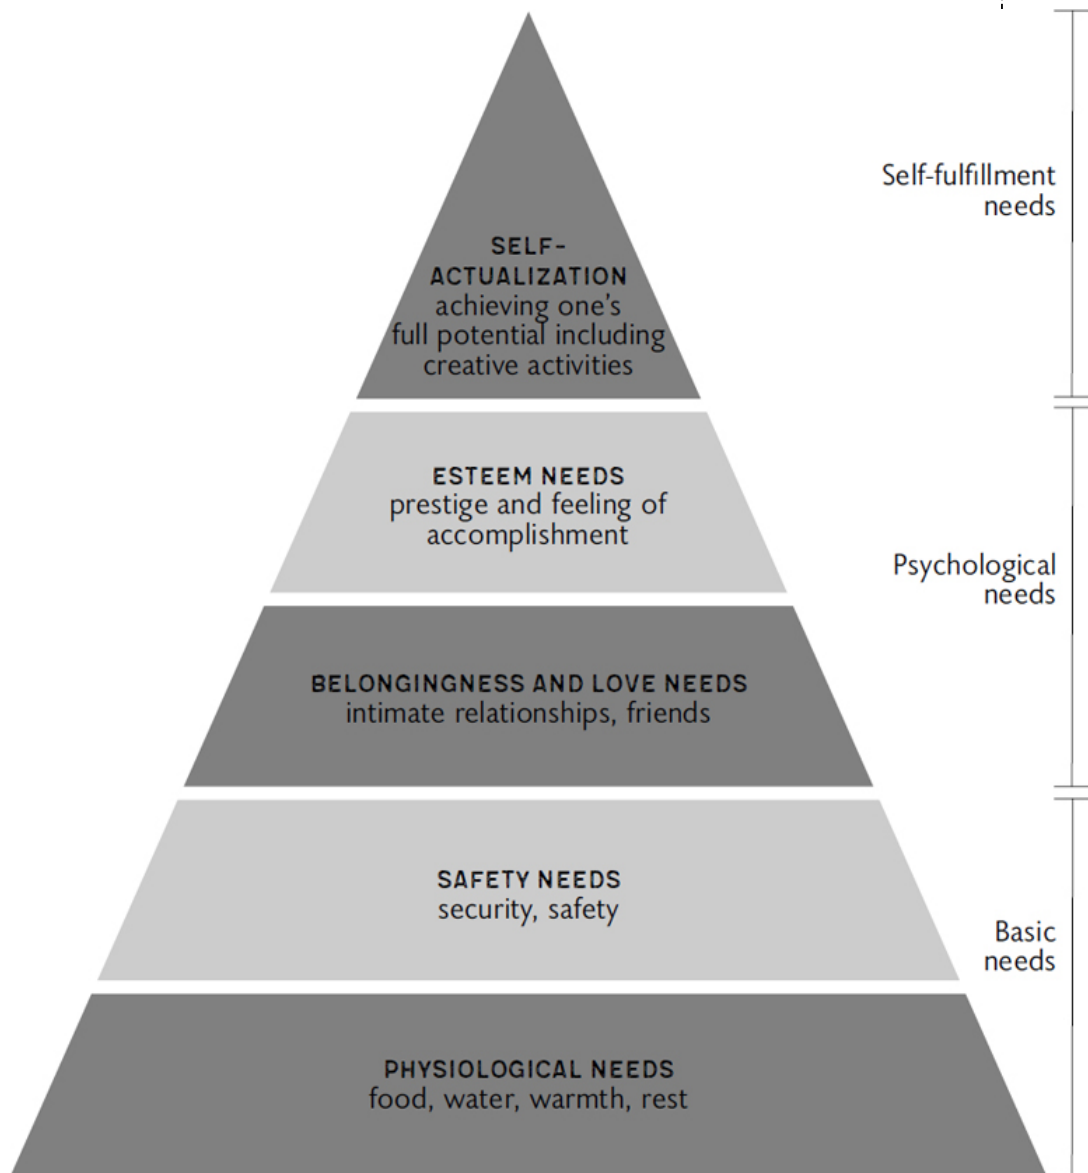 Self-fulfillment
needs
SELF-
ACTUALIZATION
achieving one's
full potential including
creative activities
ESTEEM NEEDS
prestige and feeling of
accomplishment
Psychological
needs
BELONGINGNESS AND LOVE NEEDS
intimate relationships, friends
SAFETY NEEDS
security, safety
Basic
needs
PHYSIOLOGICAL NEEDS
food, water, warmth, rest